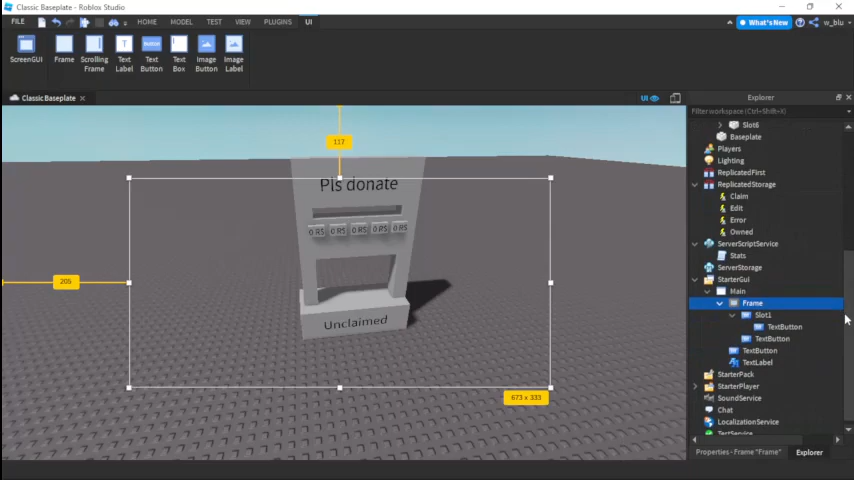 Classic Baseplate - Roblox Studio
FILE HOME MODEL TEST VIEW PLUGINS UI What's New w_blu
ScreenGUI Frame Scrolling Frame Text Label Text Button Text Box Image Button Image Label
Classic Baseplate × UI Explorer
Filter workspace (Ctrl+Shift+X)
117
Pls donate
0 R$ 0 R$ 0 R$ 0 R$ 0 R$
205
Unclaimed
673 x 333
Slot6
Baseplate
Players
Lighting
ReplicatedFirst
ReplicatedStorage
Claim
Edit
Error
Owned
ServerScriptService
Stats
ServerStorage
StarterGui
Main
Frame
Slot1
TextButton
TextButton
TextButton
TextLabel
StarterPack
StarterPlayer
SoundService
Chat
LocalizationService
TestService
Properties - Frame "Frame" Explorer